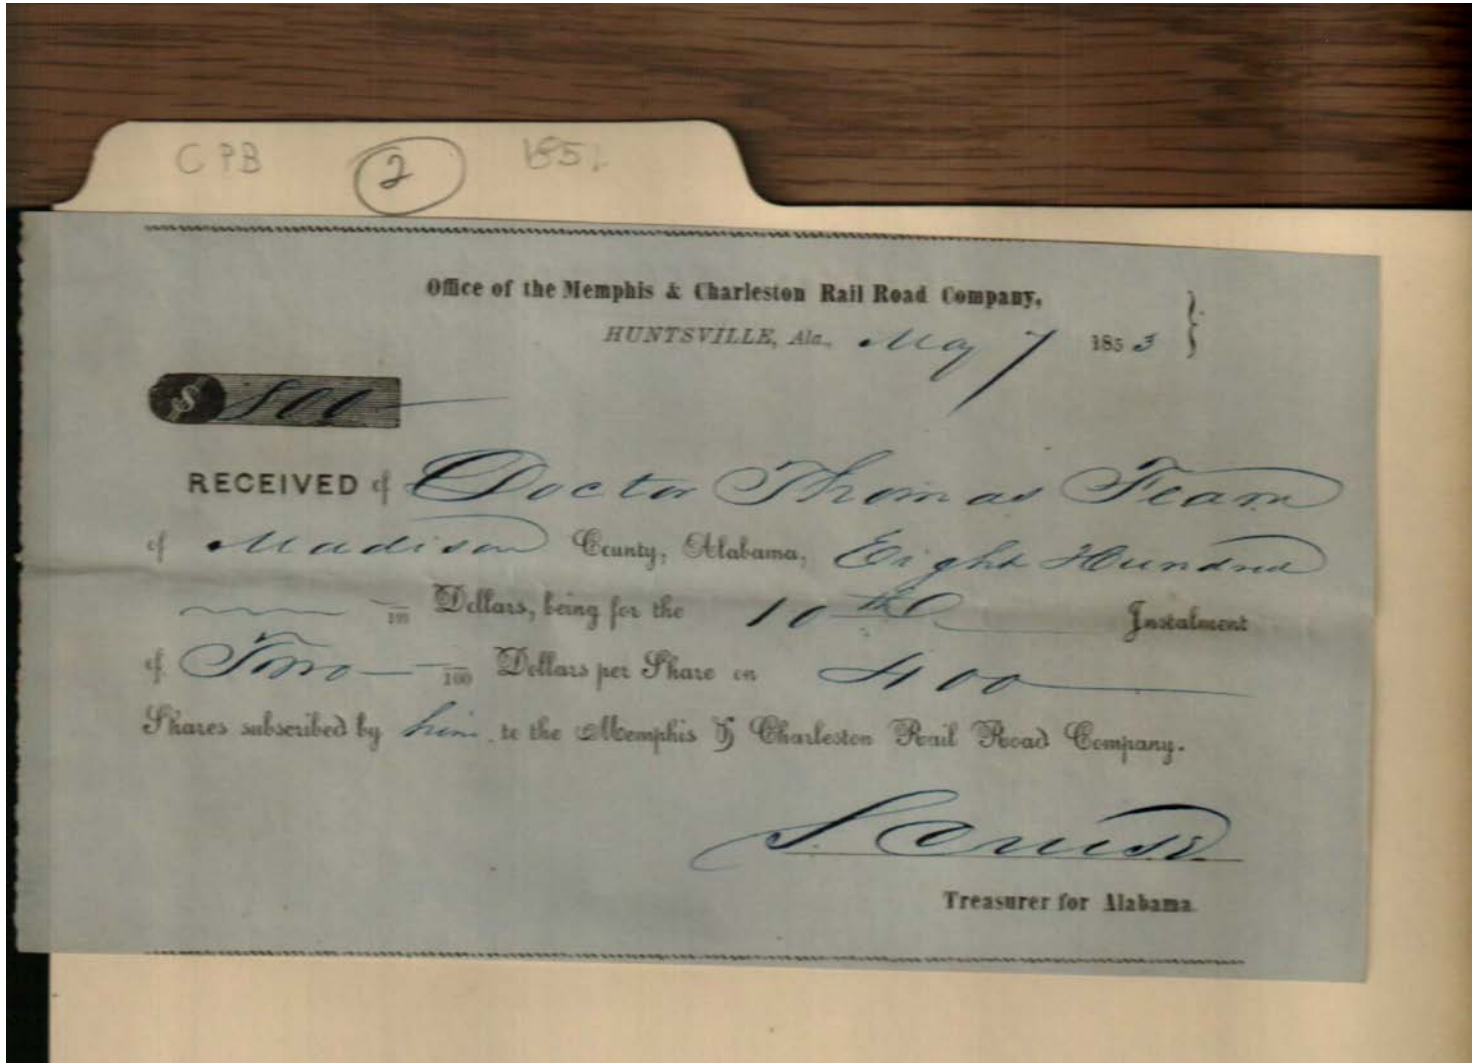 CPB 2 185
Office of the Memphis & Charleston Rail Road Company,
HUNTSVILLE, Ala., May 7 1853
$ 800
RECEIVED of Doctor Thomas Fearn
of Madison County, Alabama, Eight Hundred
/100 Dollars, being for the 10th Instalment
of Two /100 Dollars per Share on 400
Shares subscribed by him to the Memphis & Charleston Rail Road Company.
S. Cruse
Treasurer for Alabama.